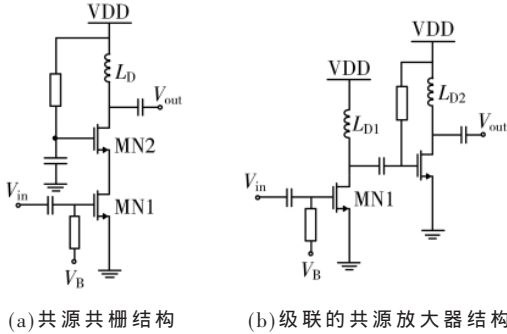 VDD
L_D
V_out
MN2
V_in
MN1
V_B
(a)共源共栅结构
VDD
VDD
L_D2
L_D1
V_out
V_in
MN1
V_B
(b)级联的共源放大器结构